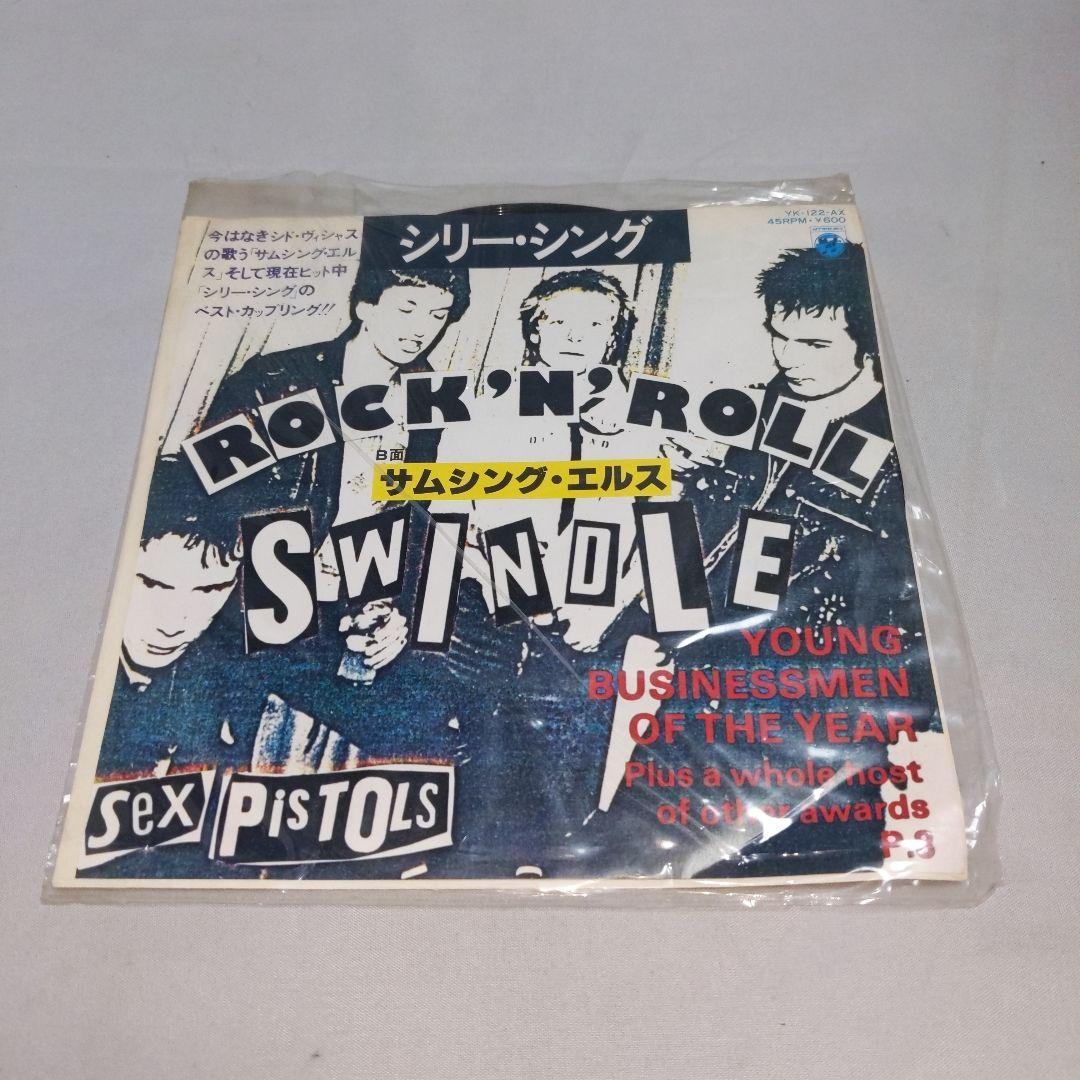 シリー・シング
YK-122-AX
45RPM・¥600
今はなきシド・ヴィシャス
の歌う「サムシング・エル
ス」そして現在ヒット中
「シリー・シング」の
ベスト・カップリング!!
ROCK'N'ROLL
B面
サムシング・エルス
SWINDLE
YOUNG
BUSINESSMEN
OF THE YEAR
Plus a whole host
of other awards
P.3
Sex PiSTOLS